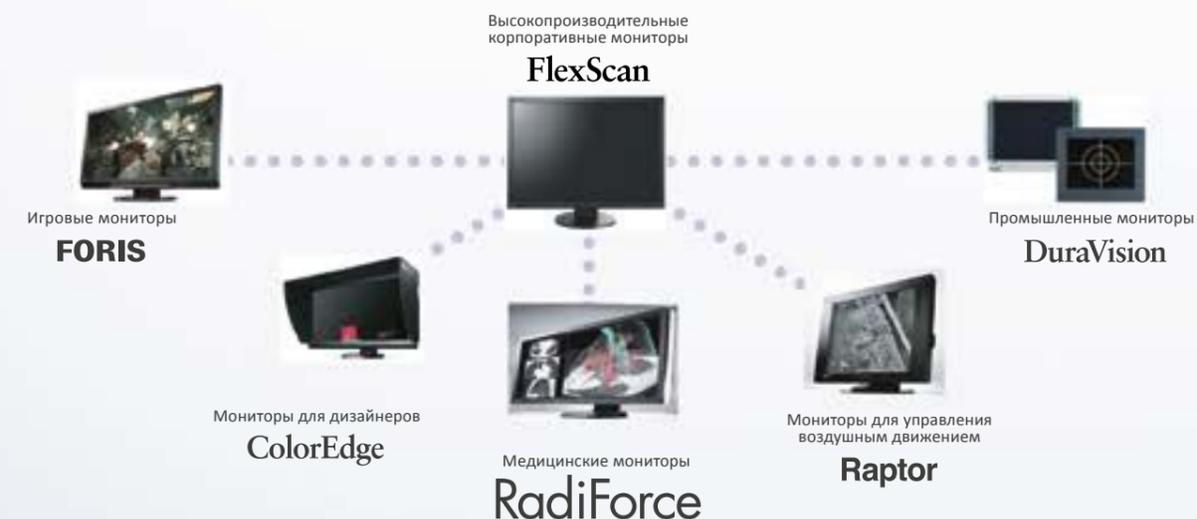 Высокопроизводительные
корпоративные мониторы
FlexScan
Игровые мониторы
FORIS
Промышленные мониторы
DuraVision
Мониторы для дизайнеров
ColorEdge
Медицинские мониторы
RadiForce
Мониторы для управления
воздушным движением
Raptor